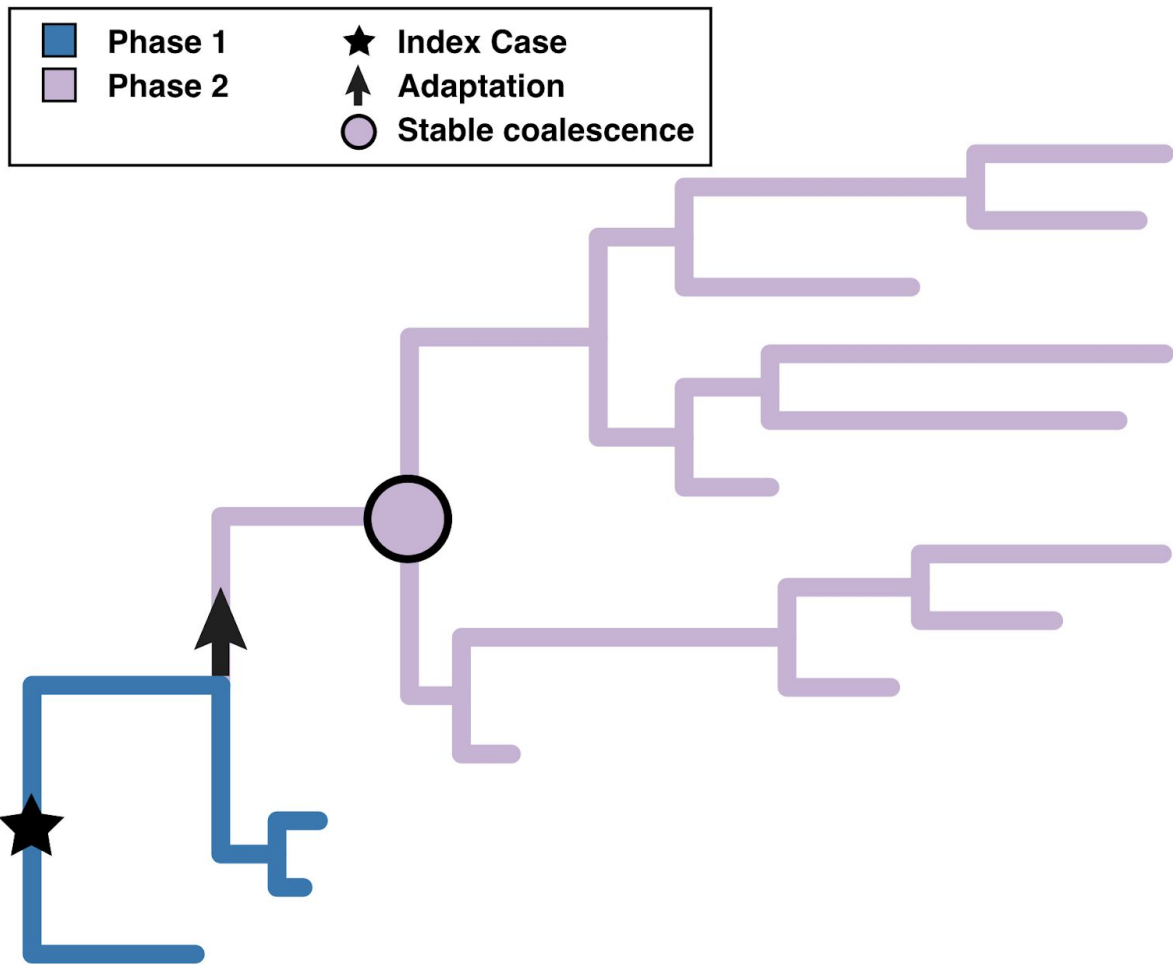 Phase 1
Phase 2
Index Case
Adaptation
Stable coalescence